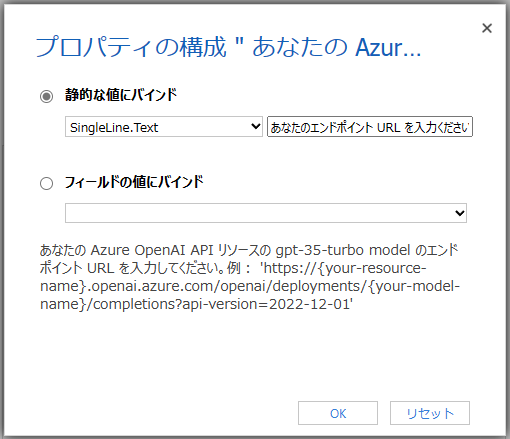 プロパティの構成 " あなたの Azur...
静的な値にバインド
SingleLine.Text
あなたのエンドポイント URL を入力ください
フィールドの値にバインド
あなたの Azure OpenAI API リソースの gpt-35-turbo model のエンド
ポイント URL を入力してください。例： 'https://{your-resource-
name}.openai.azure.com/openai/deployments/{your-model-
name}/completions?api-version=2022-12-01'
OK
リセット